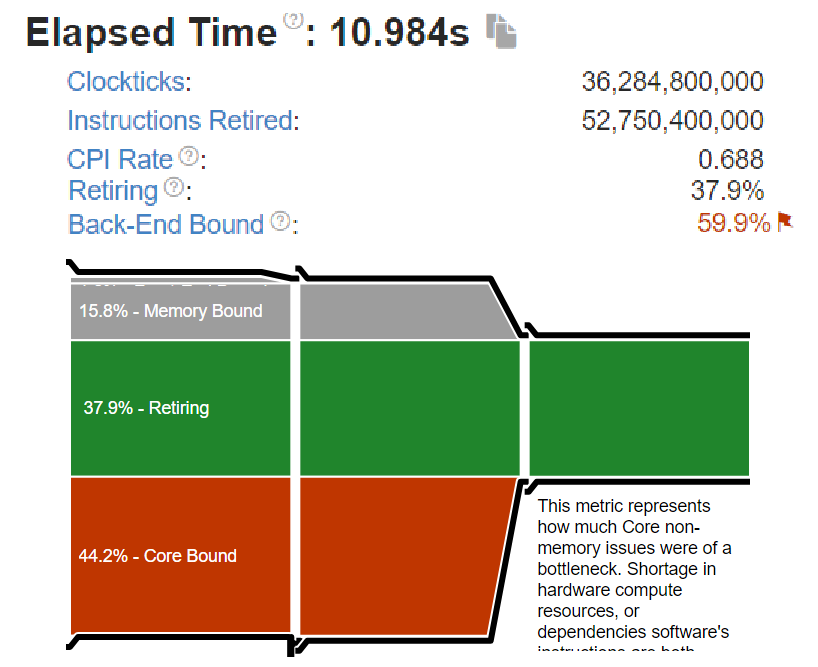 Elapsed Time ?: 10.984s
Clockticks: 36,284,800,000
Instructions Retired: 52,750,400,000
CPI Rate ?: 0.688
Retiring ?: 37.9%
Back-End Bound ?: 59.9%
15.8% - Memory Bound
37.9% - Retiring
44.2% - Core Bound
This metric represents
how much Core non-
memory issues were of a
bottleneck. Shortage in
hardware compute
resources, or
dependencies software's
instructions are both